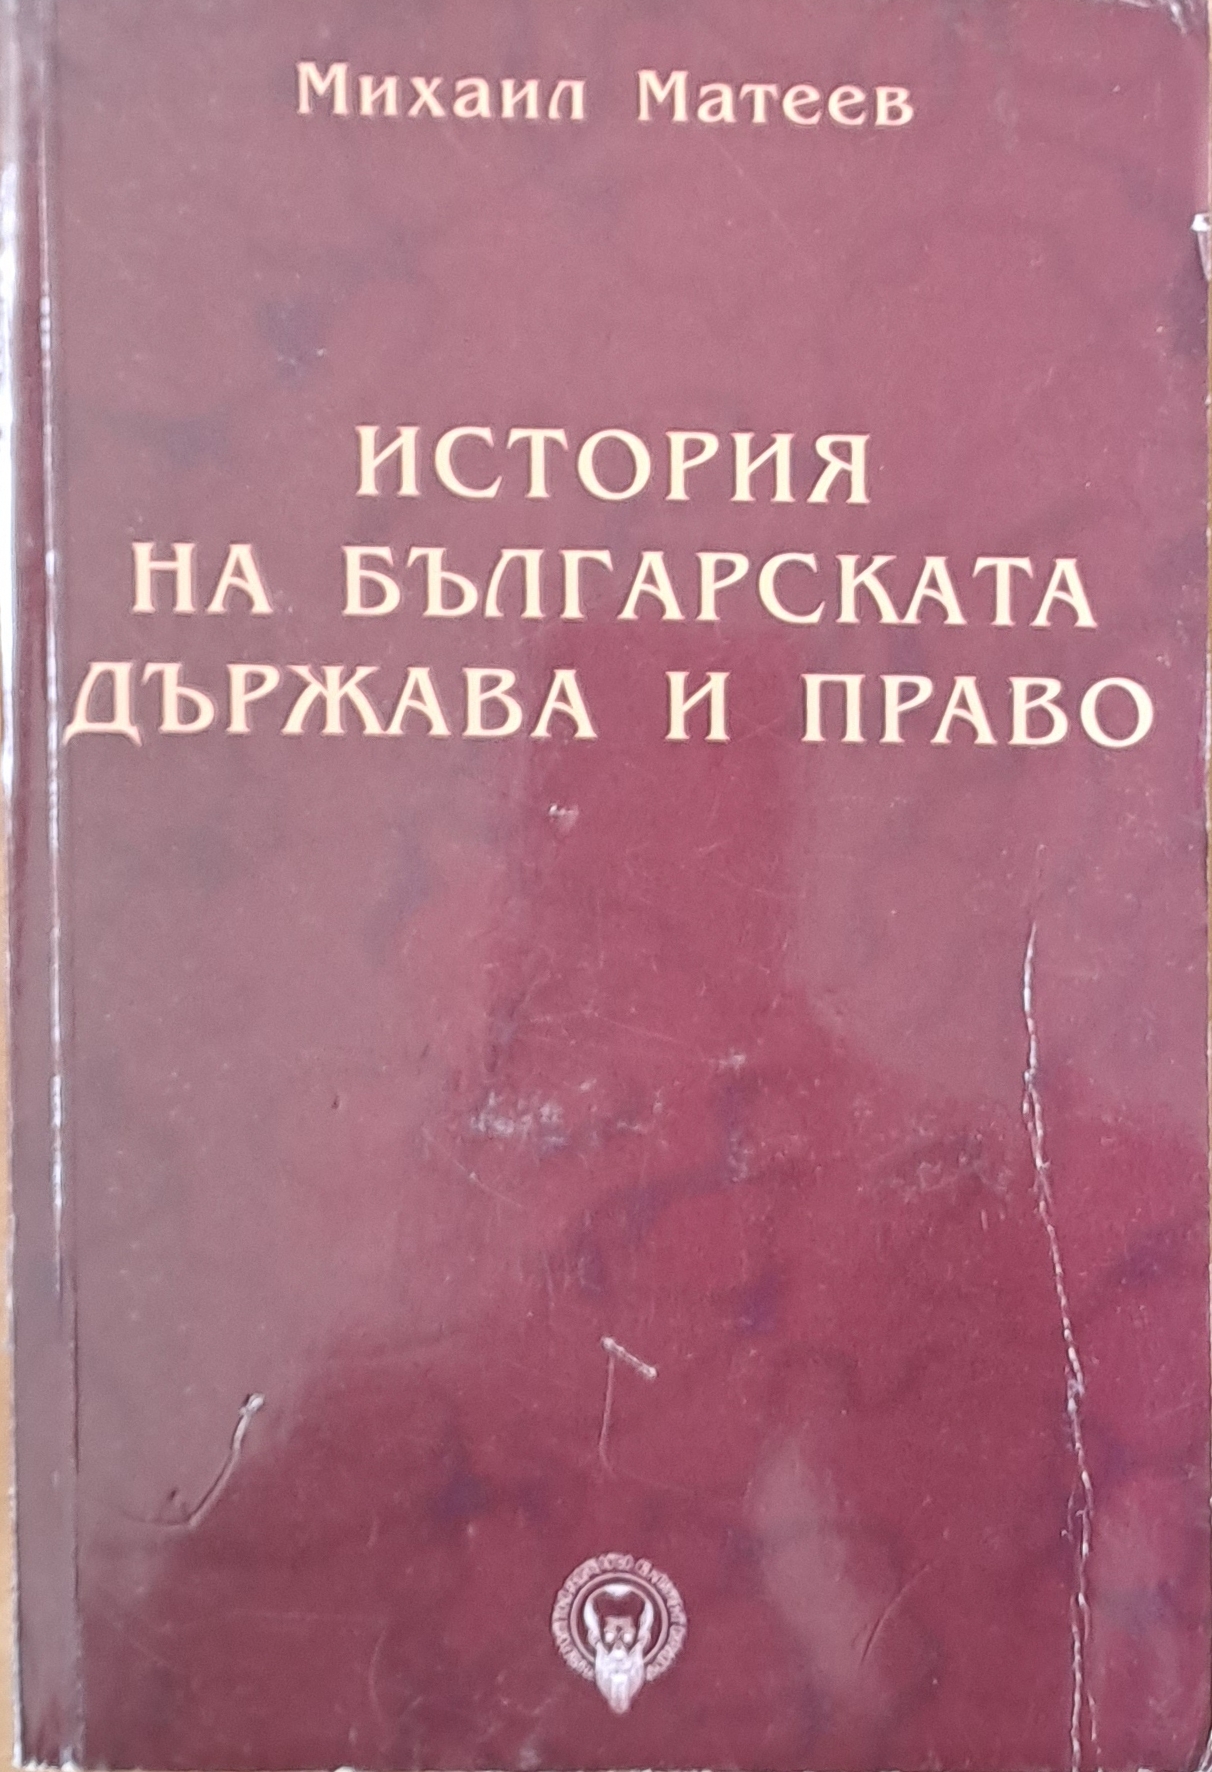 Михаил Матеев
ИСТОРИЯ
НА БЪЛГАРСКАТА
ДЪРЖАВА И ПРАВО